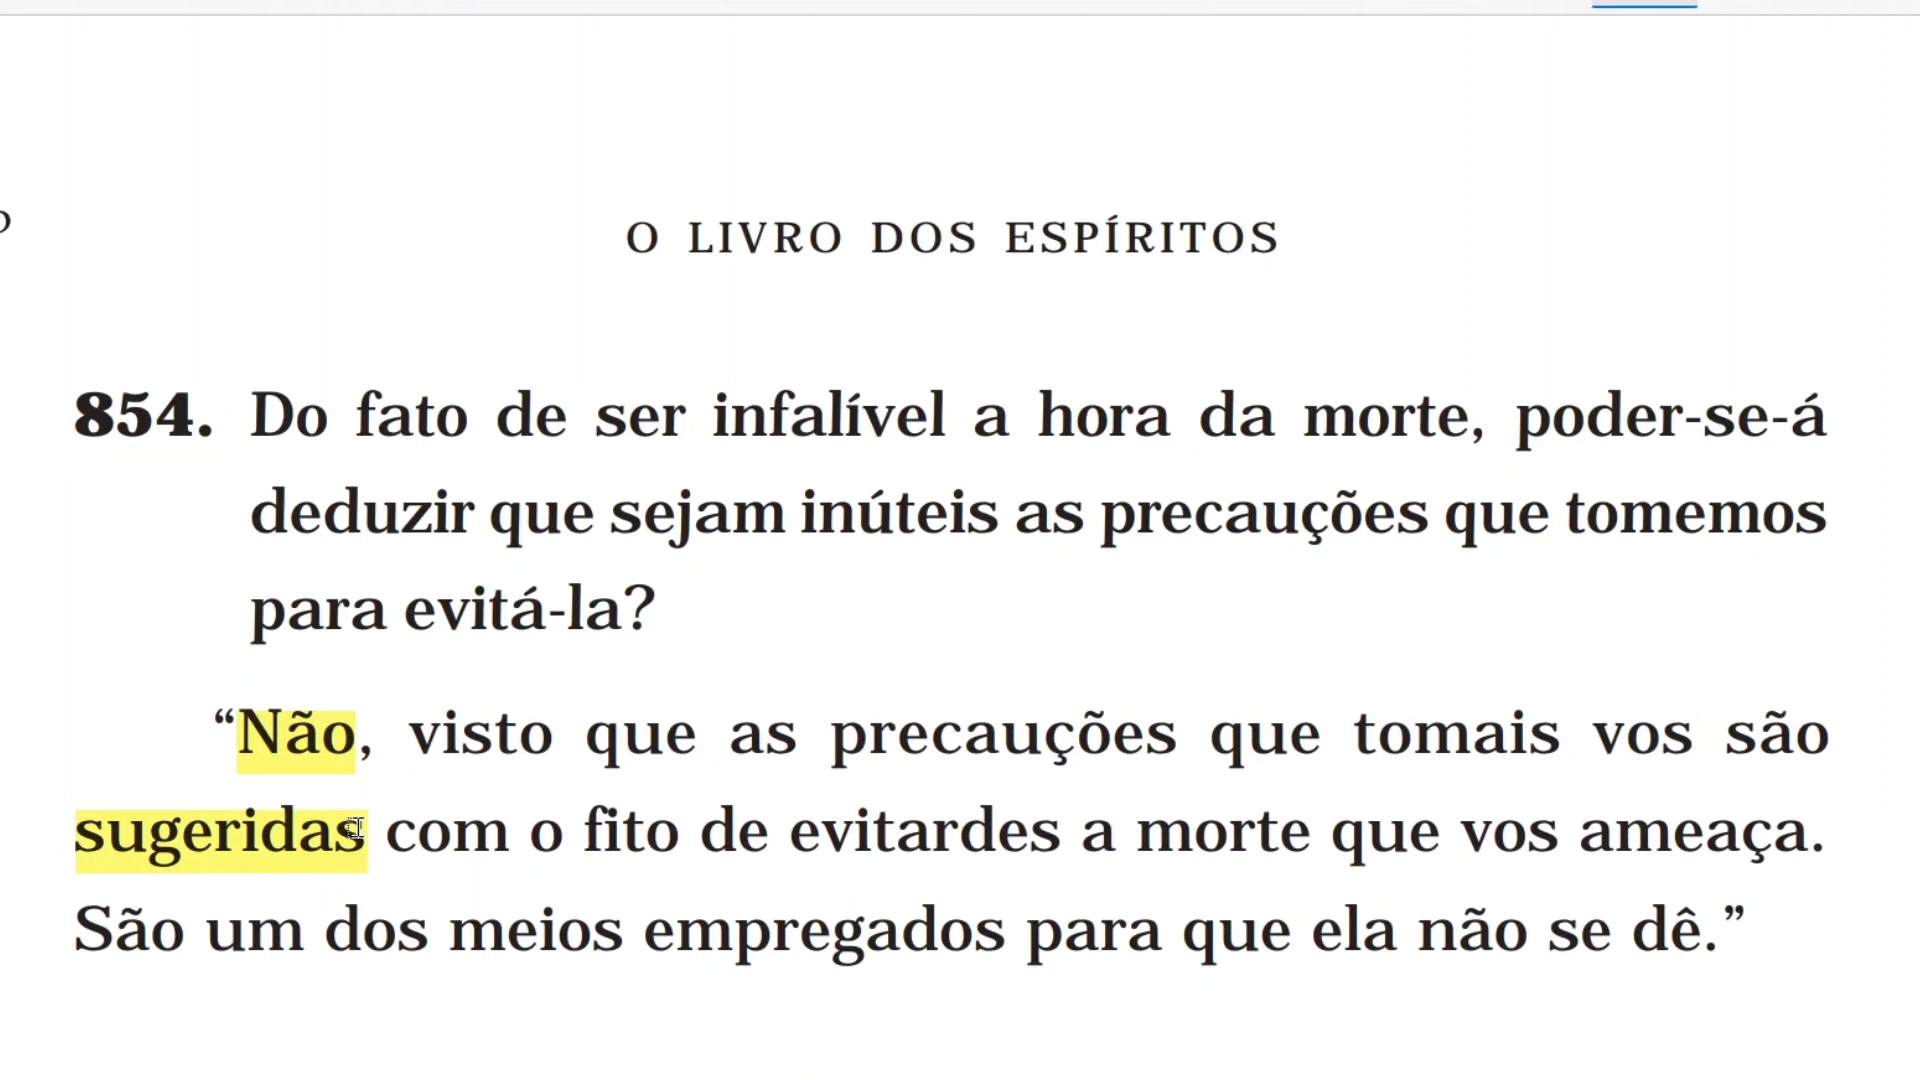 O LIVRO DOS ESPÍRITOS
854. Do fato de ser infalível a hora da morte, poder-se-á
deduzir que sejam inúteis as precauções que tomemos
para evitá-la?
“Não, visto que as precauções que tomais vos são
sugeridas com o fito de evitardes a morte que vos ameaça.
São um dos meios empregados para que ela não se dê.”